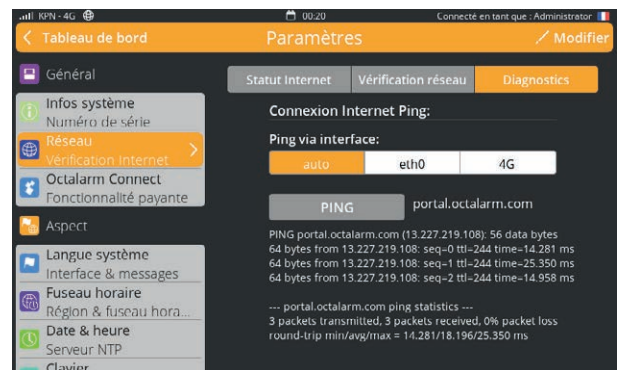 KPN - 4G
00:20
Connecté en tant que : Administrator
Tableau de bord
Paramètres
Modifier
Général
Infos système
Numéro de série
Réseau
Vérification Internet
Octalarm Connect
Fonctionnalité payante
Aspect
Langue système
Interface & messages
Fuseau horaire
Région & fuseau hora...
Date & heure
Serveur NTP
Clavier
Statut Internet
Vérification réseau
Diagnostics
Connexion Internet Ping:
Ping via interface:
auto
eth0
4G
PING
portal.octalarm.com
PING portal.octalarm.com (13.227.219.108): 56 data bytes
64 bytes from 13.227.219.108: seq=0 ttl=244 time=14.281 ms
64 bytes from 13.227.219.108: seq=1 ttl=244 time=25.350 ms
64 bytes from 13.227.219.108: seq=2 ttl=244 time=14.958 ms
--- portal.octalarm.com ping statistics ---
3 packets transmitted, 3 packets received, 0% packet loss
round-trip min/avg/max = 14.281/18.196/25.350 ms